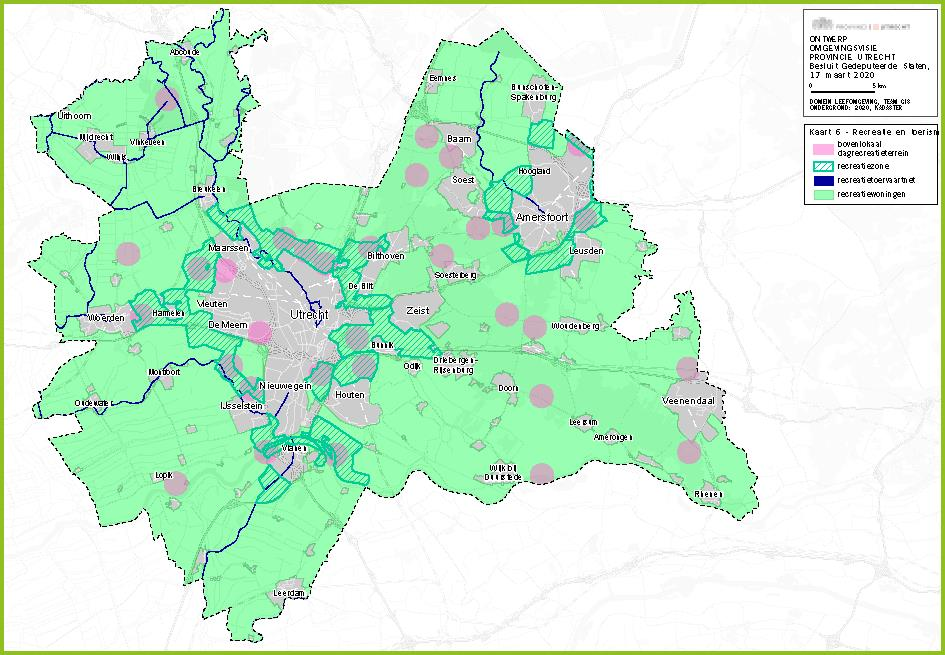 ONTWERP
OMGEVINGSVISIE
PROVINCIE UTRECHT
Besluit Gedeputeerde Staten,
17 maart 2020
0 5 km
DOMEIN LEEFOMGEVING, TEAM GIS
ONDERGROND: 2020, KADASTER
Kaart 6 - Recreatie en toerism
bovenlokaal
dagrecreatieterrein
recreatiezone
recreatietoervaartnet
recreatiewoningen
Abcoude
Eemnes
Bunschoten-
Spakenburg
Uithoorn
Mijdrecht
Vinkeveen
Wilnis
Baarn
Hoogland
Soest
Breukelen
Amersfoort
Maarssen
Bilthoven
Leusden
Soesterberg
De Bilt
Vleuten
Harmelen
Woerden
Utrecht
Zeist
De Meern
Woudenberg
Bunnik
Odijk
Driebergen-
Rijsenburg
Montfoort
Nieuwegein
Houten
Doorn
Veenendaal
Oudewater
IJsselstein
Leersum
Amerongen
Vianen
Lopik
Wijk bij
Duurstede
Rhenen
Leerdam